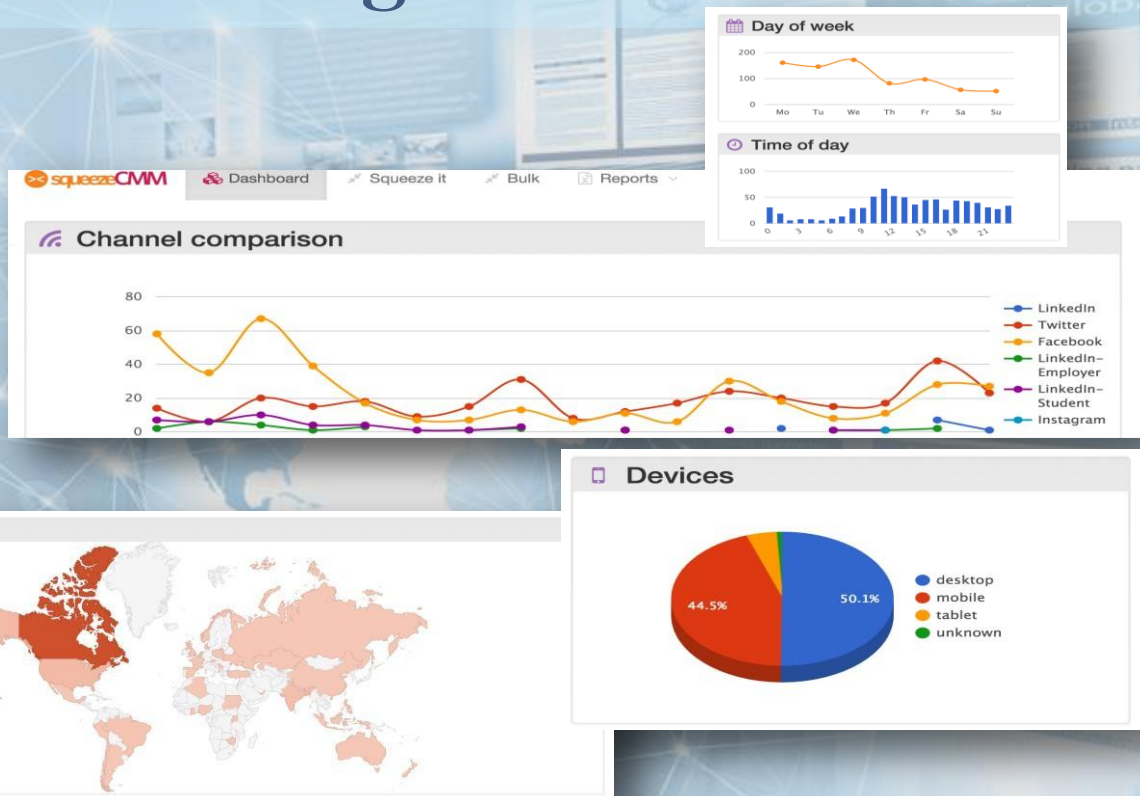 g
Day of week
200
100
0
Mo Tu We Th Fr Sa Su
Time of day
100
50
0
0 3 6 9 12 15 18 21
squeezeCMM
Dashboard
Squeeze it
Bulk
Reports
Channel comparison
80
60
40
20
0
LinkedIn
Twitter
Facebook
LinkedIn-
Employer
LinkedIn-
Student
Instagram
Devices
44.5%
50.1%
desktop
mobile
tablet
unknown